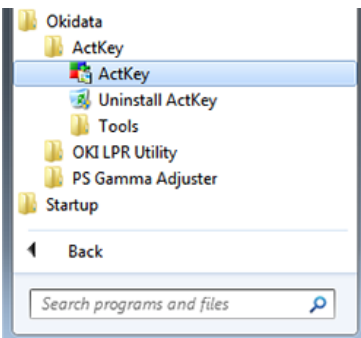 Okidata
ActKey
ActKey
Uninstall ActKey
Tools
OKI LPR Utility
PS Gamma Adjuster
Startup
Back
Search programs and files